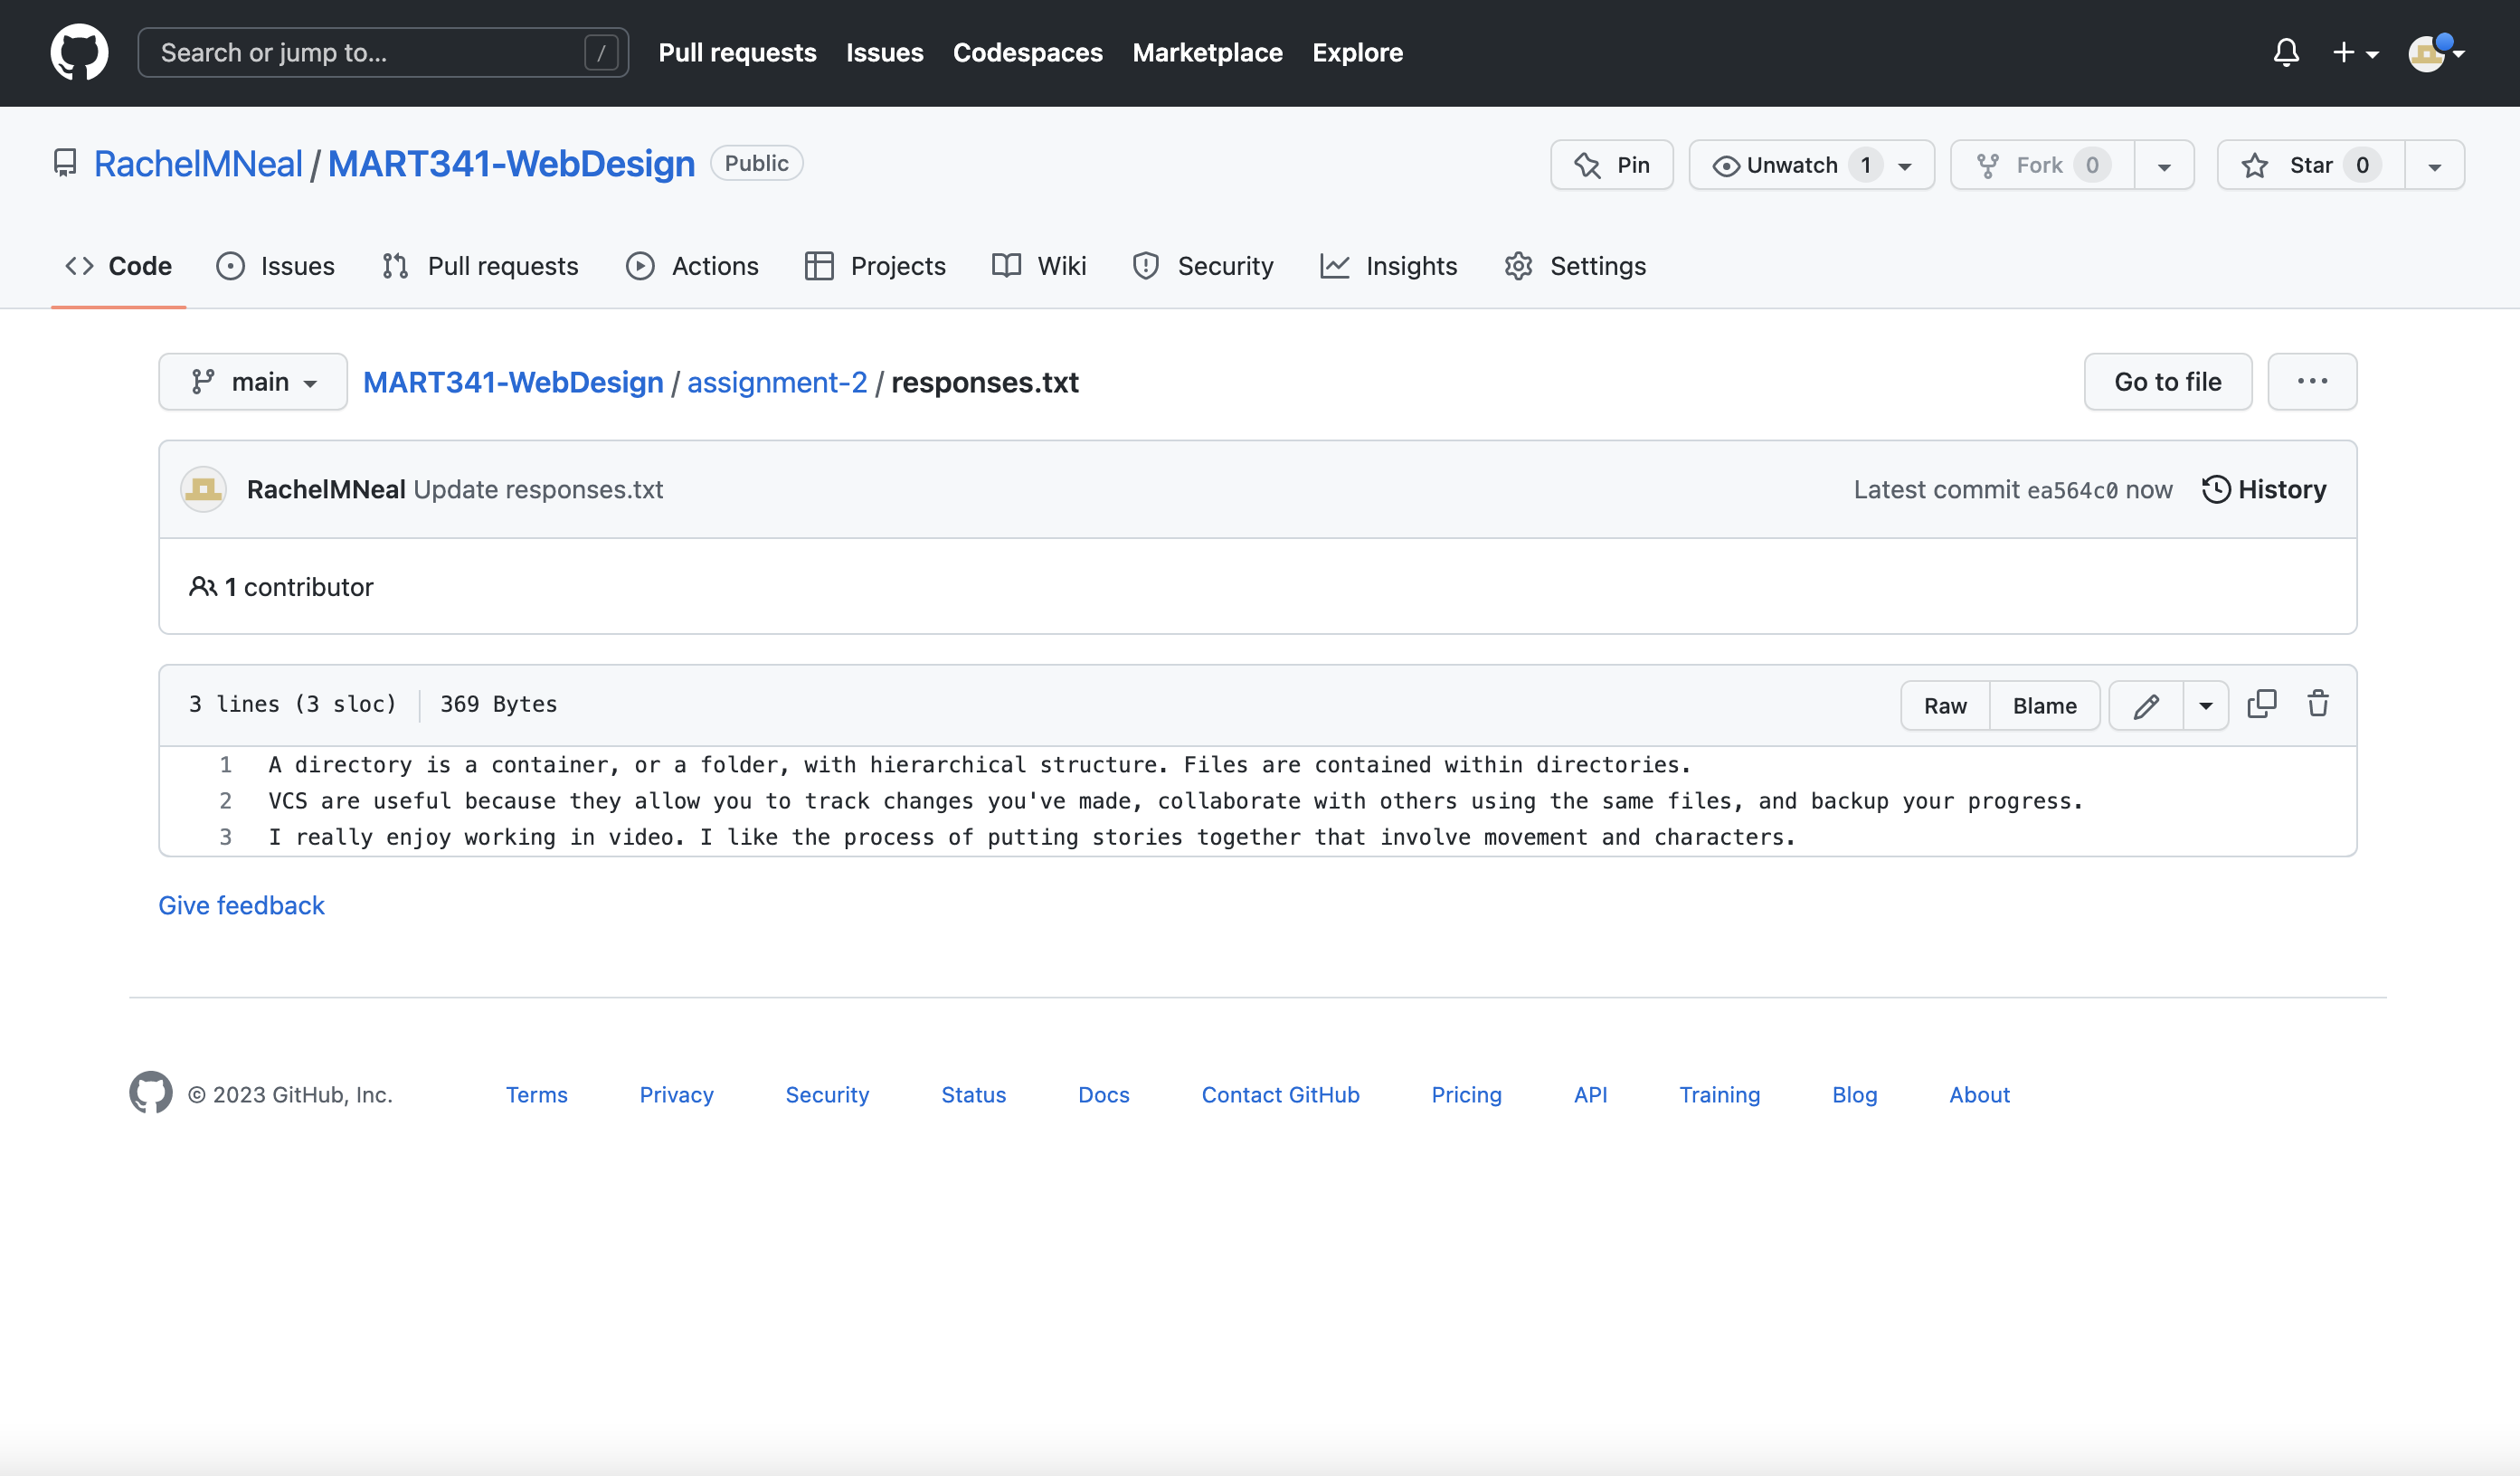 Search or jump to... / Pull requests Issues Codespaces Marketplace Explore
RachelMNeal / MART341-WebDesign Public Pin Unwatch 1 Fork 0 Star 0
Code Issues Pull requests Actions Projects Wiki Security Insights Settings
main MART341-WebDesign / assignment-2 / responses.txt Go to file ...
RachelMNeal Update responses.txt Latest commit ea564c0 now History
1 contributor
3 lines (3 sloc) 369 Bytes Raw Blame
1 A directory is a container, or a folder, with hierarchical structure. Files are contained within directories.
2 VCS are useful because they allow you to track changes you've made, collaborate with others using the same files, and backup your progress.
3 I really enjoy working in video. I like the process of putting stories together that involve movement and characters.
Give feedback
© 2023 GitHub, Inc. Terms Privacy Security Status Docs Contact GitHub Pricing API Training Blog About